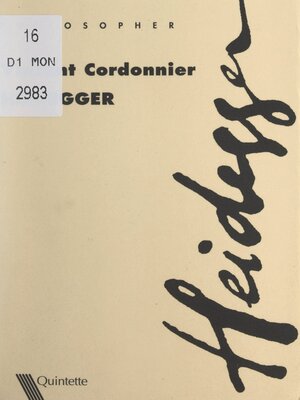 OSOPHER
16
D1 MON
2983
nt Cordonnier
GGER
Heidegger
Quintette